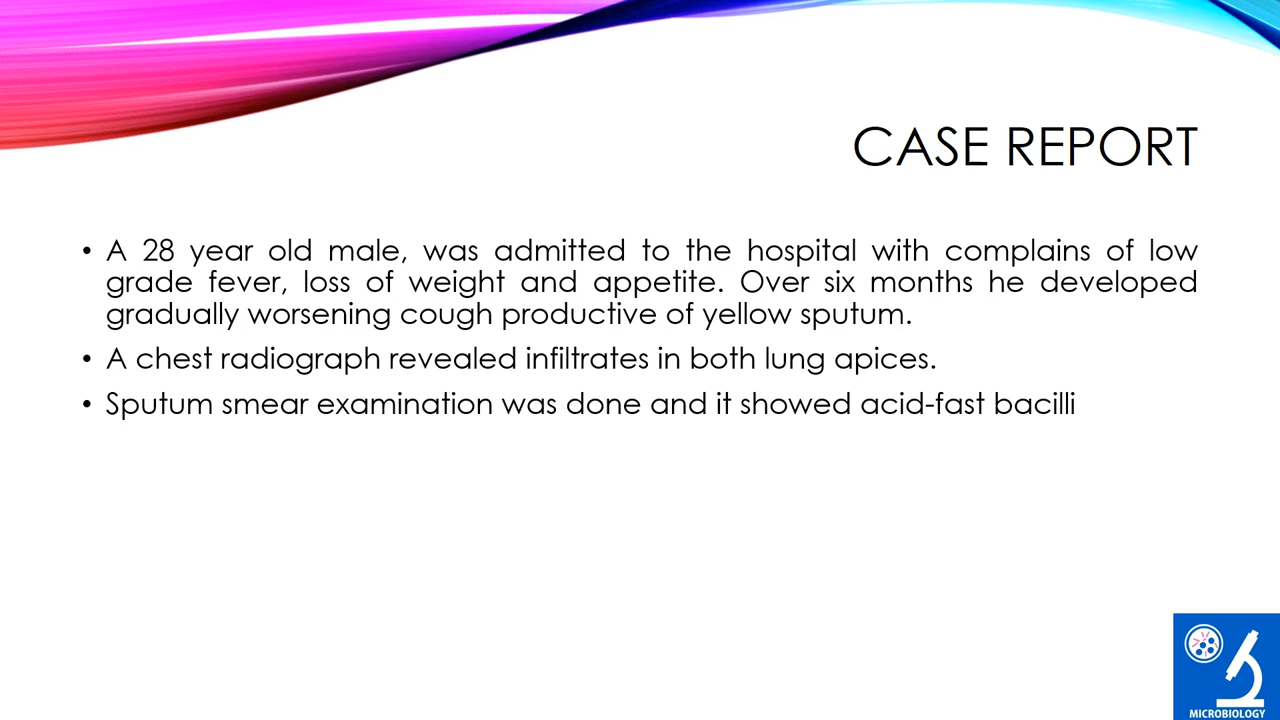 CASE REPORT
• A 28 year old male, was admitted to the hospital with complains of low
grade fever, loss of weight and appetite. Over six months he developed
gradually worsening cough productive of yellow sputum.
• A chest radiograph revealed infiltrates in both lung apices.
• Sputum smear examination was done and it showed acid-fast bacilli
MICROBIOLOGY